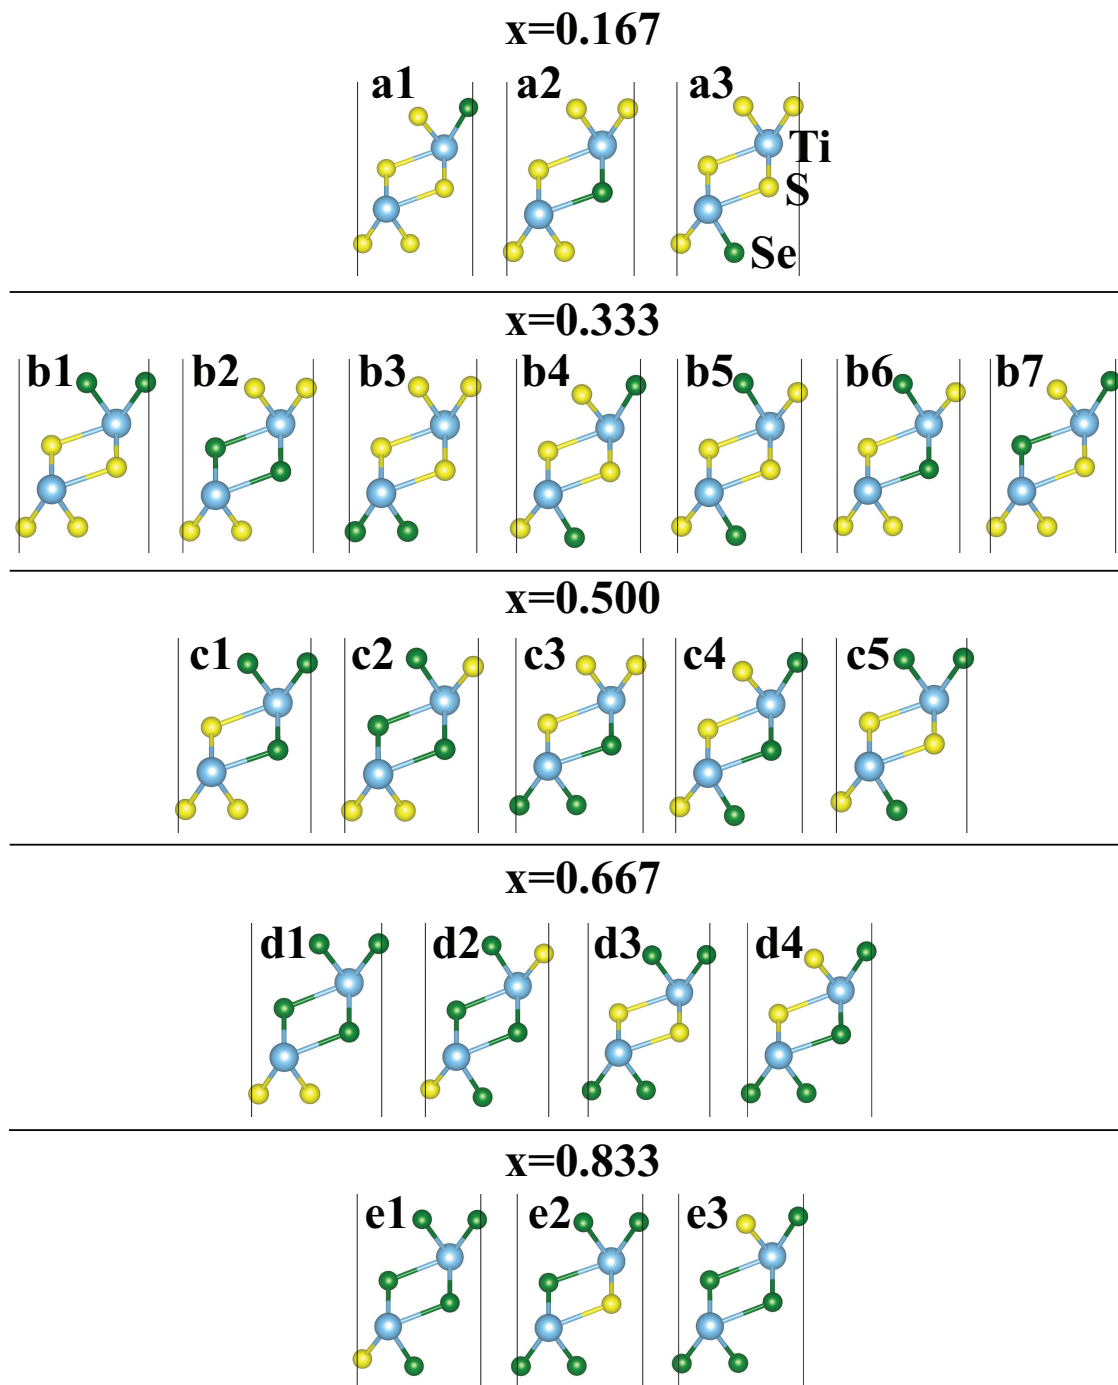 x=0.167
a1 a2 a3
Ti
S
Se
x=0.333
b1 b2 b3 b4 b5 b6 b7
x=0.500
c1 c2 c3 c4 c5
x=0.667
d1 d2 d3 d4
x=0.833
e1 e2 e3